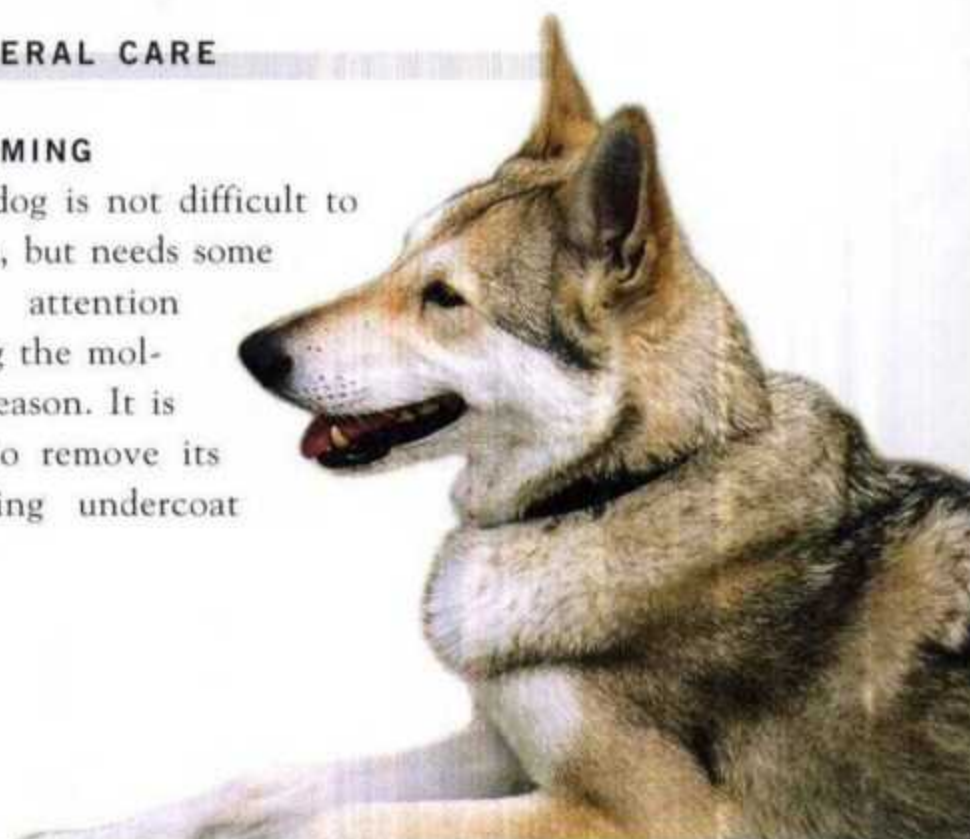 ERAL CARE
MING
dog is not difficult to
, but needs some
attention
g the mol-
eason. It is
o remove its
ing undercoat